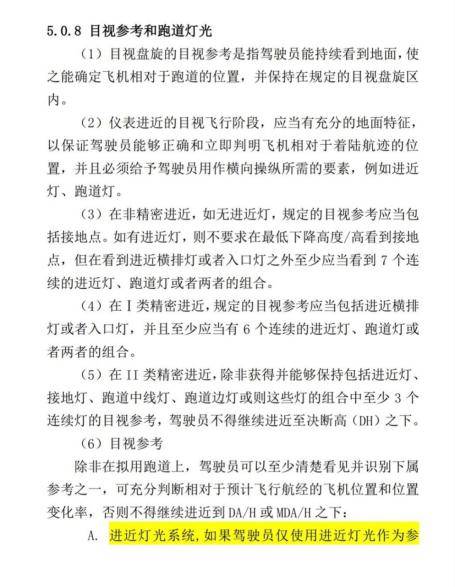 5.0.8 目视参考和跑道灯光
（1）目视盘旋的目视参考是指驾驶员能持续看到地面，使
之能确定飞机相对于跑道的位置，并保持在规定的目视盘旋区
内。
（2）仪表进近的目视飞行阶段，应当有充分的地面特征，
以保证驾驶员能够正确和立即判明飞机相对于着陆航迹的位
置，并且必须给予驾驶员用作横向操纵所需的要素，例如进近
灯、跑道灯。
（3）在非精密进近，如无进近灯，规定的目视参考应当包
括接地点。如有进近灯，则不要求在最低下降高度/高看到接地
点，但在看到进近横排灯或者入口灯之外至少应当看到 7 个连
续的进近灯、跑道灯或者两者的组合。
（4）在 I 类精密进近，规定的目视参考应当包括进近横排
灯或者入口灯，并且至少应当有 6 个连续的进近灯、跑道灯或
者两者的组合。
（5）在 II 类精密进近，除非获得并能够保持包括进近灯、
接地灯、跑道中线灯、跑道边灯或则这些灯的组合中至少 3 个
连续灯的目视参考，驾驶员不得继续进近至决断高（DH）之下。
（6）目视参考
除非在拟用跑道上，驾驶员可以至少清楚看见并识别下属
参考之一，可充分判断相对于预计飞行航经的飞机位置和位置
变化率，否则不得继续进近到 DA/H 或 MDA/H 之下：
A. 进近灯光系统,如果驾驶员仅使用进近灯光作为参